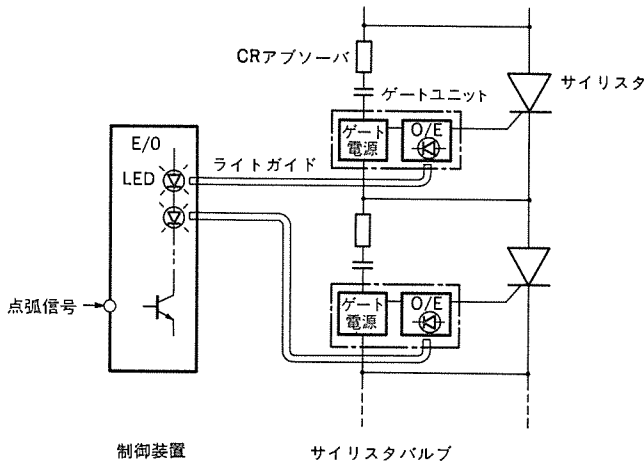 CRアブソーバ
サイリスタ
ゲートユニット
ゲート
電源
O/E
E/O
LED
ライトガイド
ゲート
電源
O/E
点弧信号
制御装置
サイリスタバルブ